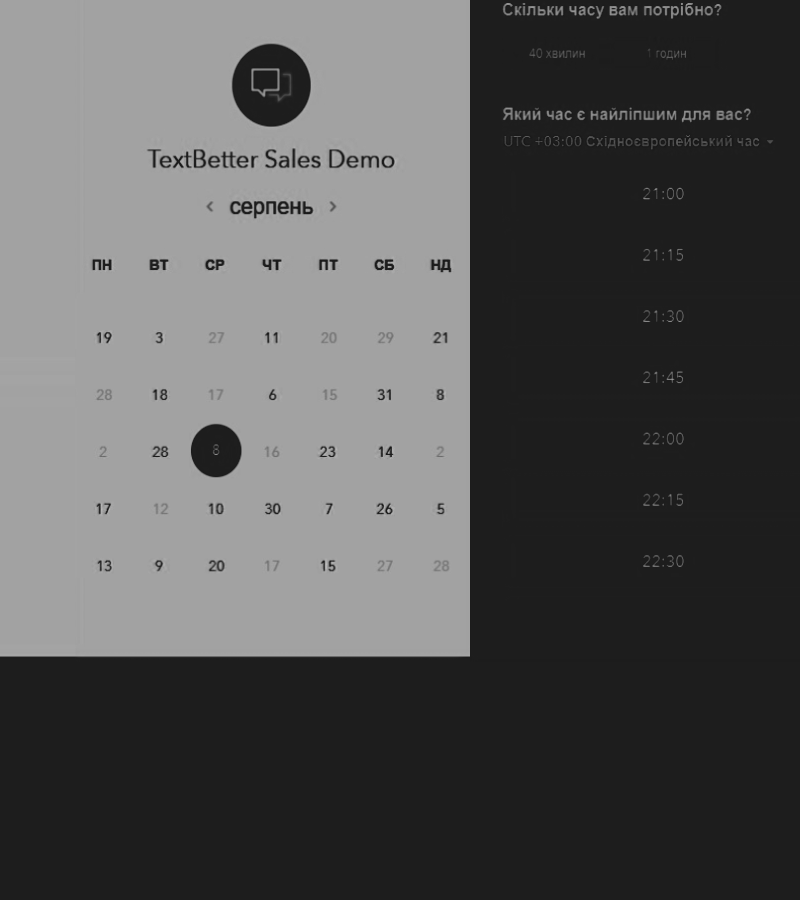 TextBetter Sales Demo
‹ серпень ›
ПН ВТ СР ЧТ ПТ СБ НД
19 3 27 11 20 29 21
28 18 17 6 15 31 8
2 28 8 16 23 14 2
17 12 10 30 7 26 5
13 9 20 17 15 27 28
Скільки часу вам потрібно?
40 хвилин 1 годин
Який час є найліпшим для вас?
UTC +03:00 Східноєвропейський час
21:00
21:15
21:30
21:45
22:00
22:15
22:30